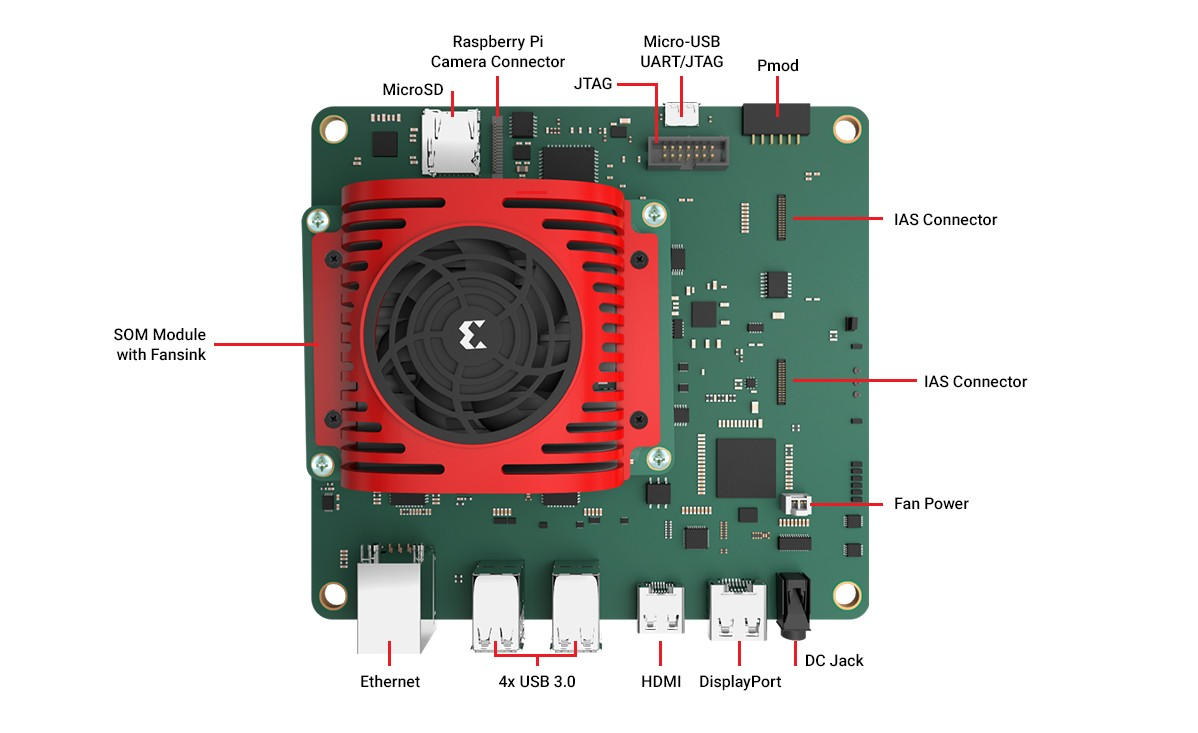 Raspberry Pi
Camera Connector
Micro-USB
UART/JTAG
Pmod
JTAG
MicroSD
IAS Connector
SOM Module
with Fansink
IAS Connector
Fan Power
DC Jack
Ethernet
4x USB 3.0
HDMI
DisplayPort